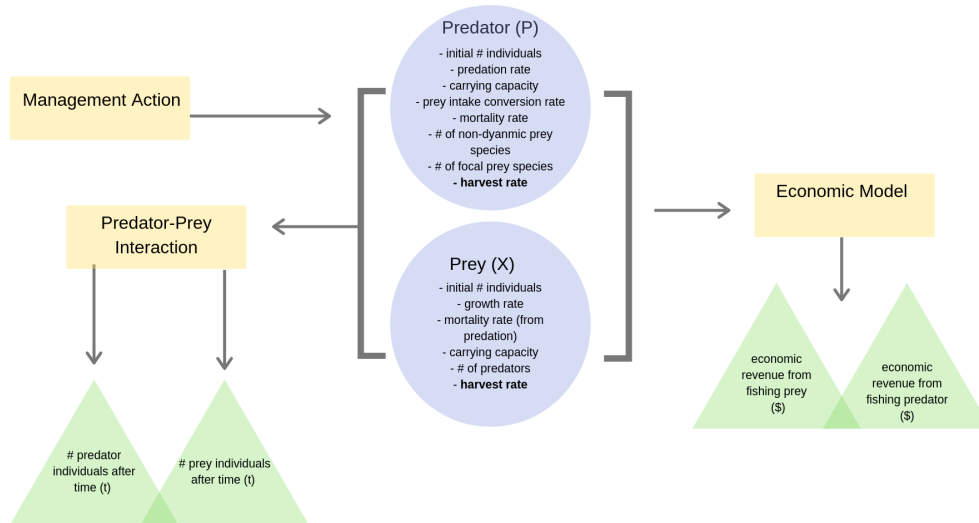 Management Action
Predator (P)
- initial # individuals
- predation rate
- carrying capacity
- prey intake conversion rate
- mortality rate
- # of non-dyanmic prey
species
- # of focal prey species
- harvest rate
Predator-Prey
Interaction
Prey (X)
- initial # individuals
- growth rate
- mortality rate (from
predation)
- carrying capacity
- # of predators
- harvest rate
Economic Model
# predator
individuals after
time (t)
# prey individuals
after time (t)
economic
revenue from
fishing prey
($)
economic
revenue from
fishing predator
($)